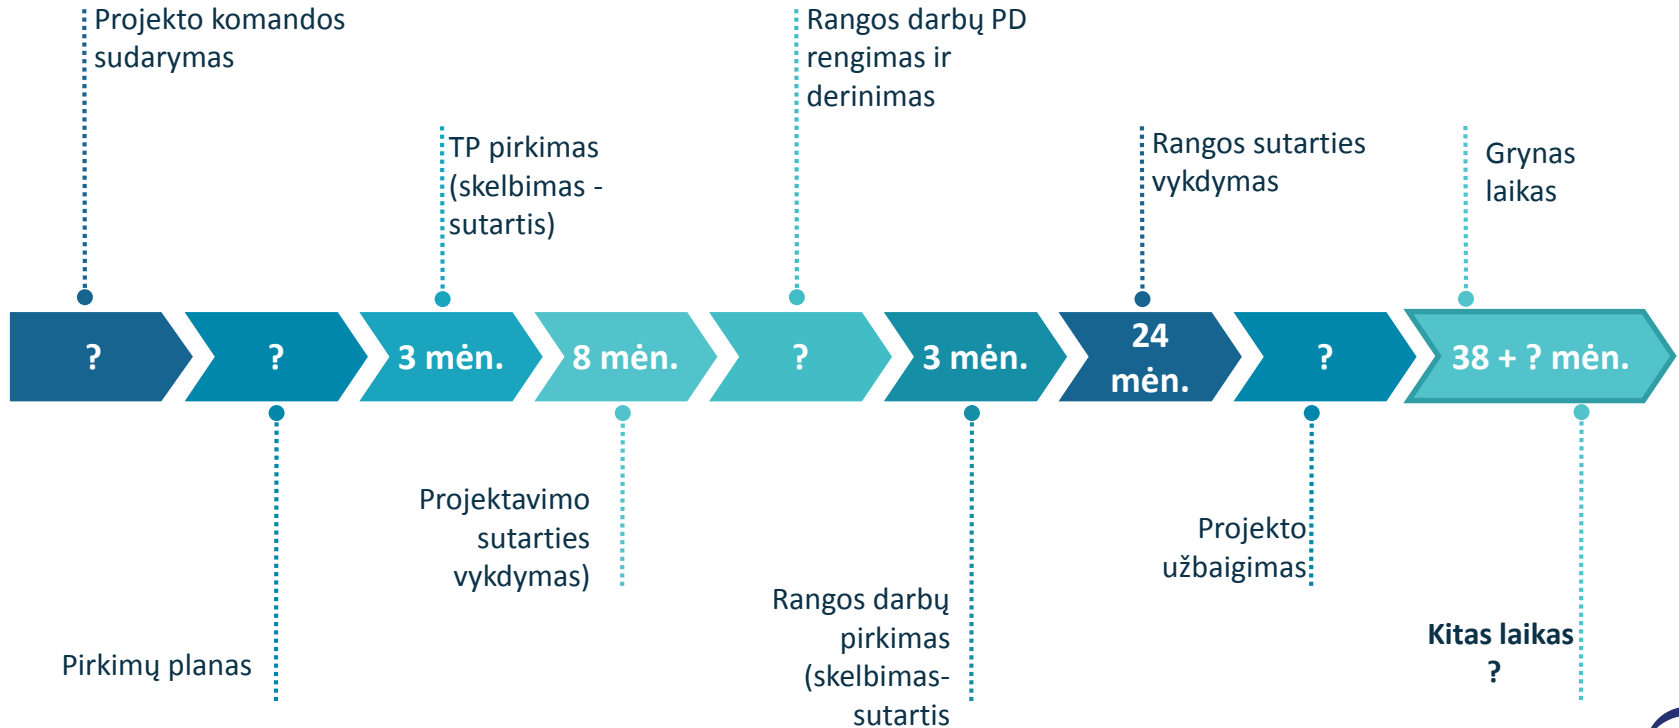 Projekto komandos
sudarymas
Rangos darbų PD
rengimas ir
derinimas
TP pirkimas
(skelbimas -
sutartis)
Rangos sutarties
vykdymas
Grynas
laikas
?
?
3 mėn.
8 mėn.
?
3 mėn.
24
mėn.
?
38 + ? mėn.
Projektavimo
sutarties
vykdymas)
Projekto
užbaigimas
Rangos darbų
pirkimas
(skelbimas-
sutartis
Pirkimų planas
Kitas laikas
?